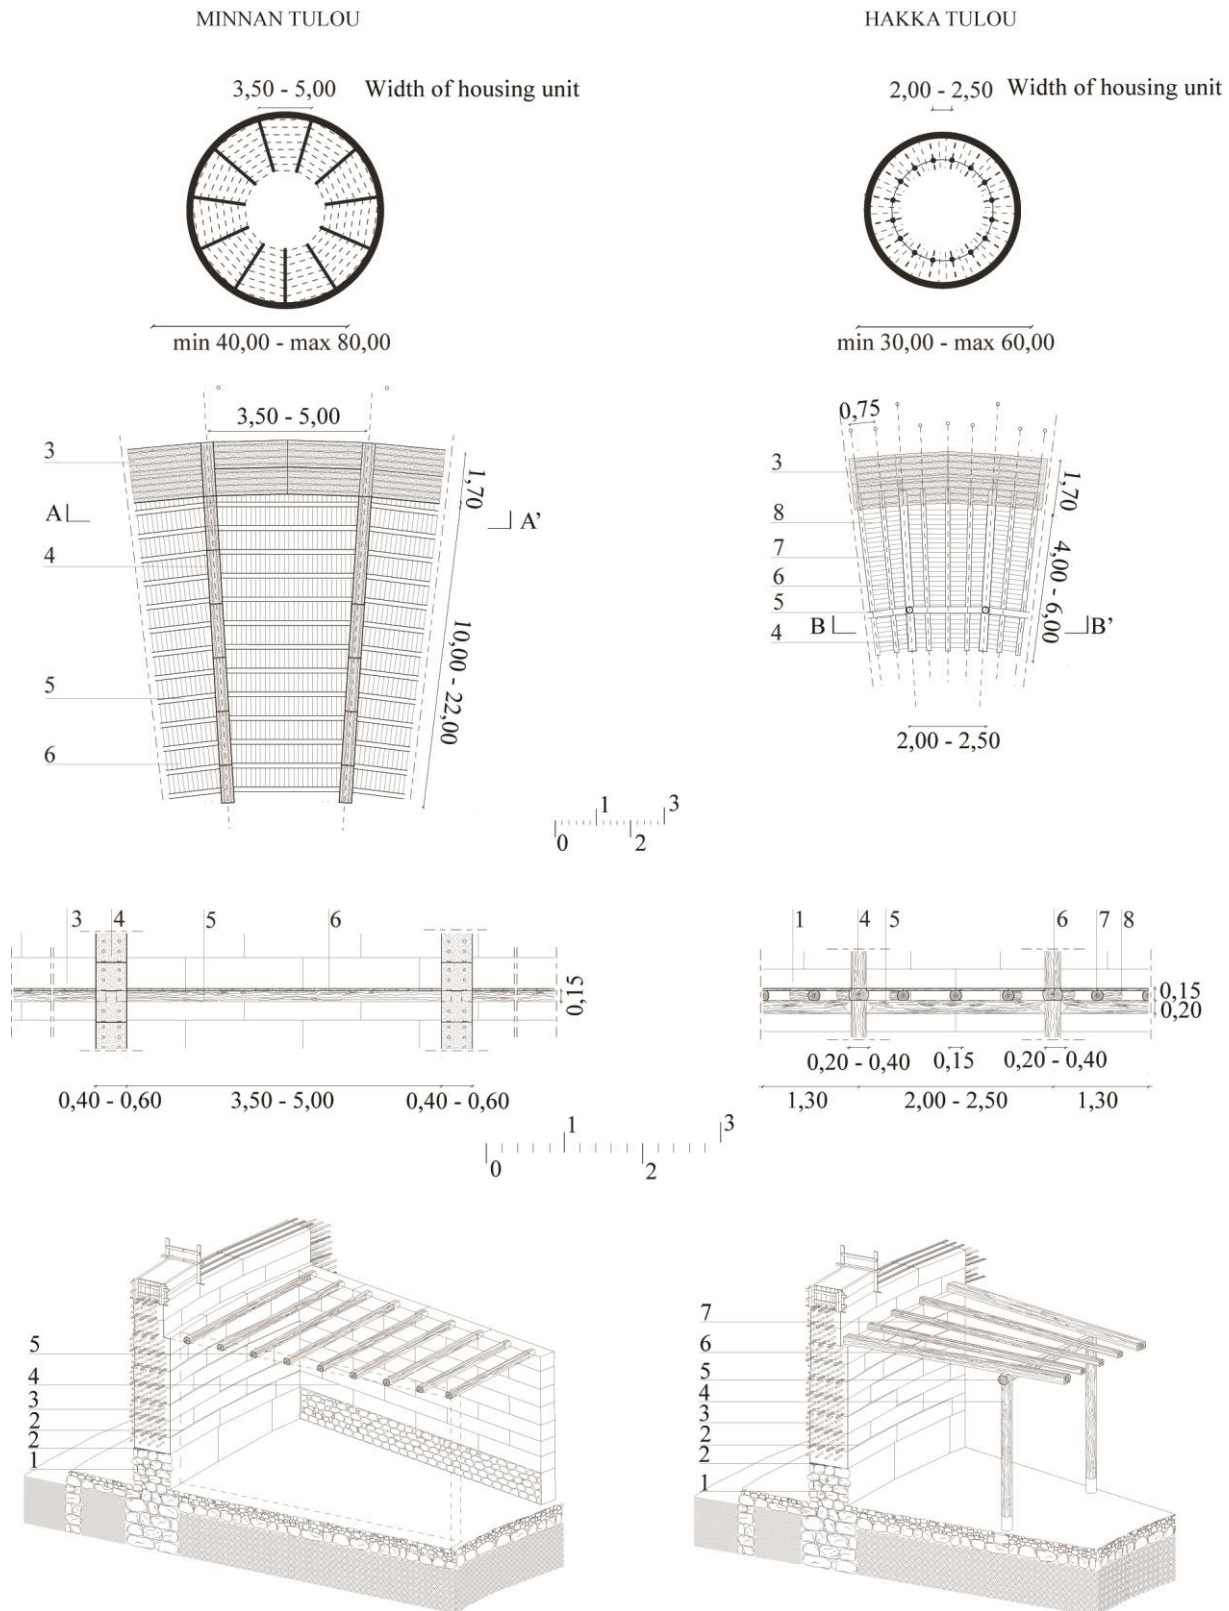 MINNAN TULOU
HAKKA TULOU
3,50 - 5,00 Width of housing unit
2,00 - 2,50 Width of housing unit
min 40,00 - max 80,00
min 30,00 - max 60,00
3,50 - 5,00
3
A
A'
4
5
6
1,70
10,00 - 22,00
0,75
3
8
7
6
5
4
B
B'
1,70
4,00 - 6,00
2,00 - 2,50
1
3
0
2
3
4
5
6
0,15
0,40 - 0,60
3,50 - 5,00
0,40 - 0,60
1
4
5
6
7
8
0,15
0,20
0,20 - 0,40
0,15
0,20 - 0,40
1,30
2,00 - 2,50
1,30
1
3
0
2
5
4
3
2
2
1
7
6
5
4
3
2
2
1